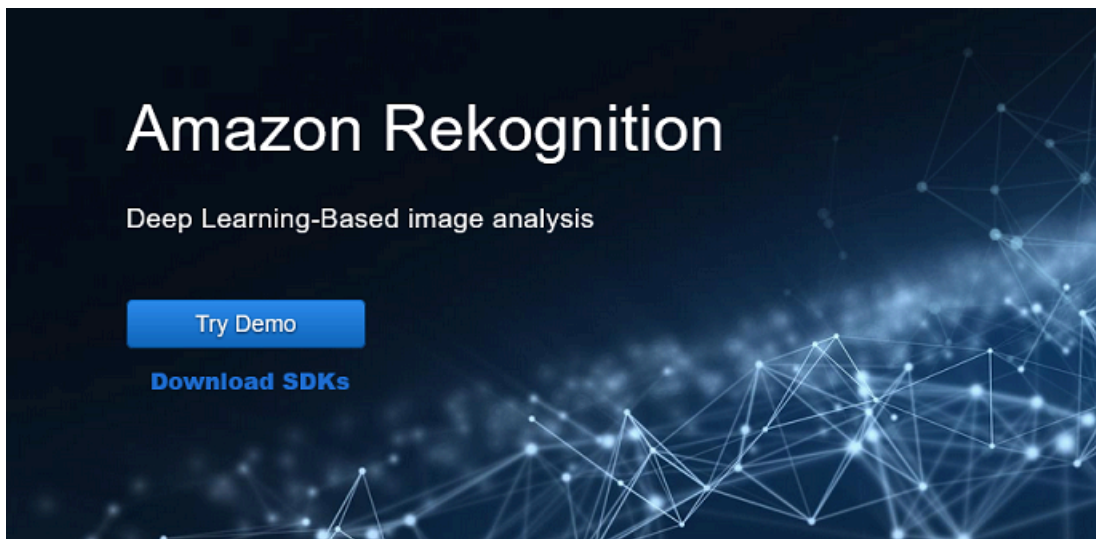 Amazon Rekognition
Deep Learning-Based image analysis
Try Demo
Download SDKs